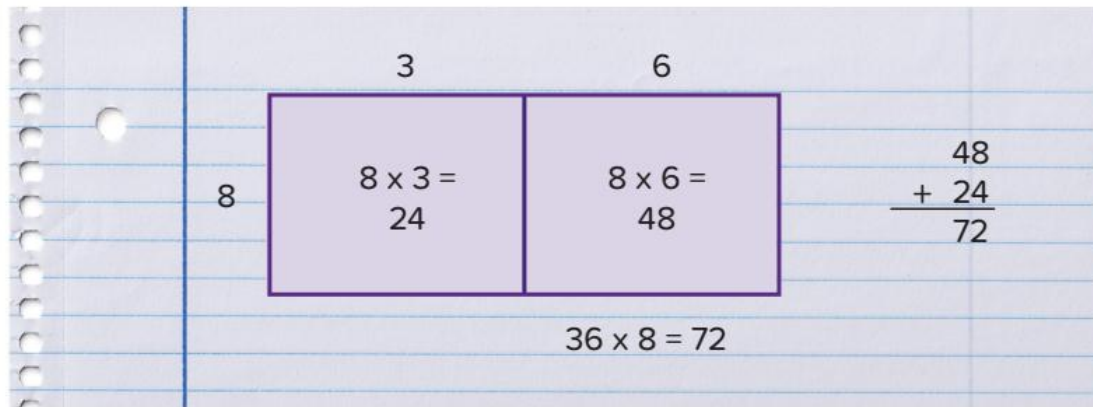 3 6
8
8 x 3 =
24
8 x 6 =
48
48
+ 24
72
36 x 8 = 72